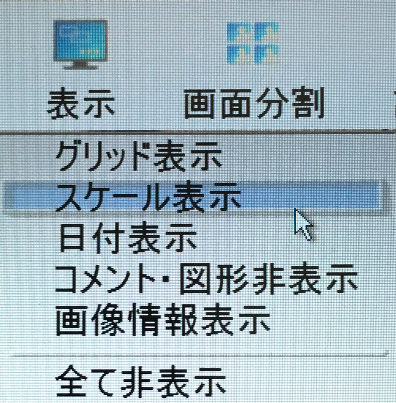 表示 画面分割
グリッド表示
スケール表示
日付表示
コメント・図形非表示
画像情報表示
全て非表示